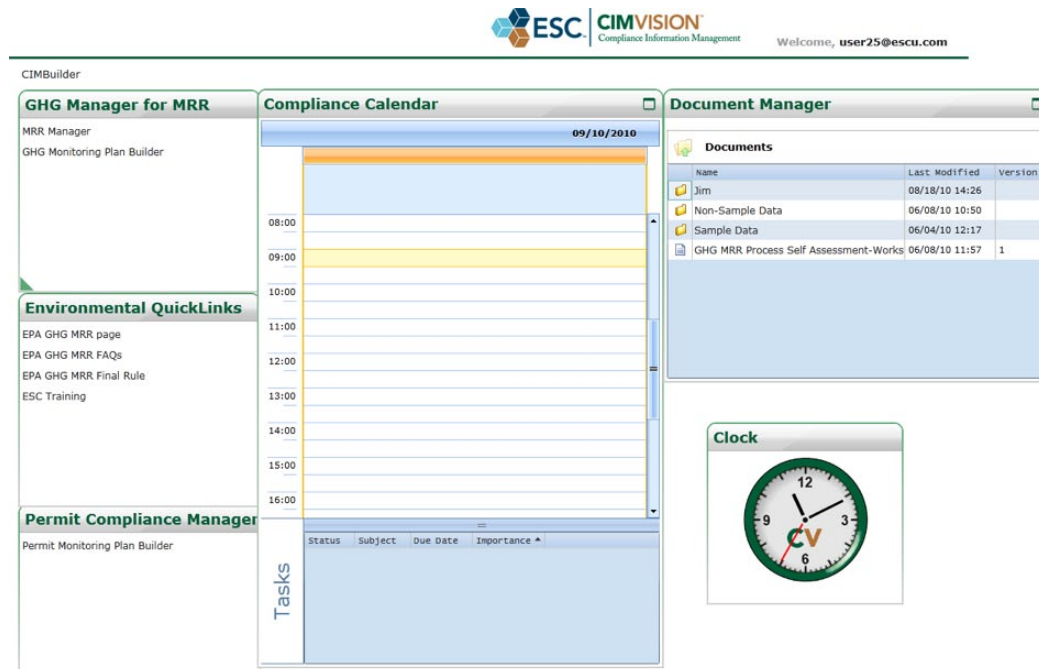 ESC
CIMVISION™
Compliance Information Management
Welcome, user25@escu.com
CIMBuilder
GHG Manager for MRR
MRR Manager
GHG Monitoring Plan Builder
Environmental QuickLinks
EPA GHG MRR page
EPA GHG MRR FAQs
EPA GHG MRR Final Rule
ESC Training
Permit Compliance Manager
Permit Monitoring Plan Builder
Compliance Calendar
09/10/2010
08:00
09:00
10:00
11:00
12:00
13:00
14:00
15:00
16:00
Tasks
Status Subject Due Date Importance
Document Manager
Documents
Name Last Modified Version
Jim 08/18/10 14:26
Non-Sample Data 06/08/10 10:50
Sample Data 06/04/10 12:17
GHG MRR Process Self Assessment-Works 06/08/10 11:57 1
Clock
12
9 3
CV
6